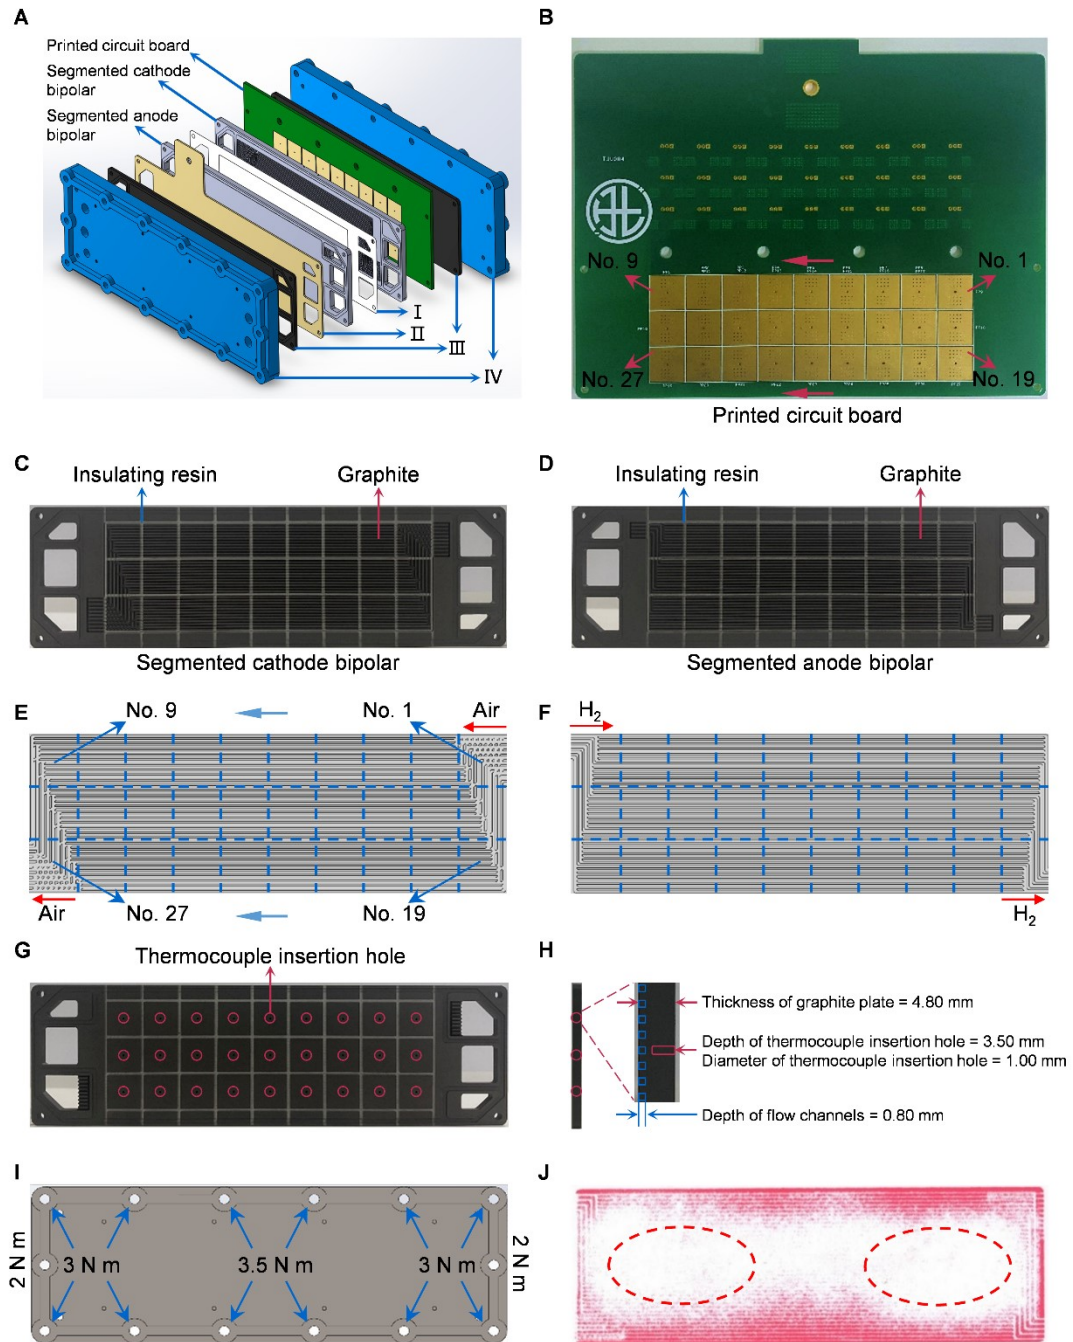 A
Printed circuit board
Segmented cathode
bipolar
Segmented anode
bipolar
I
II
III
IV
B
No. 9
No. 1
No. 27
No. 19
Printed circuit board
C
Insulating resin
Graphite
Segmented cathode bipolar
D
Insulating resin
Graphite
Segmented anode bipolar
E
No. 9
No. 1
Air
Air
No. 27
No. 19
F
H2
H2
G
Thermocouple insertion hole
H
Thickness of graphite plate = 4.80 mm
Depth of thermocouple insertion hole = 3.50 mm
Diameter of thermocouple insertion hole = 1.00 mm
Depth of flow channels = 0.80 mm
I
2 N m
3 N m
3.5 N m
3 N m
2 N m
J